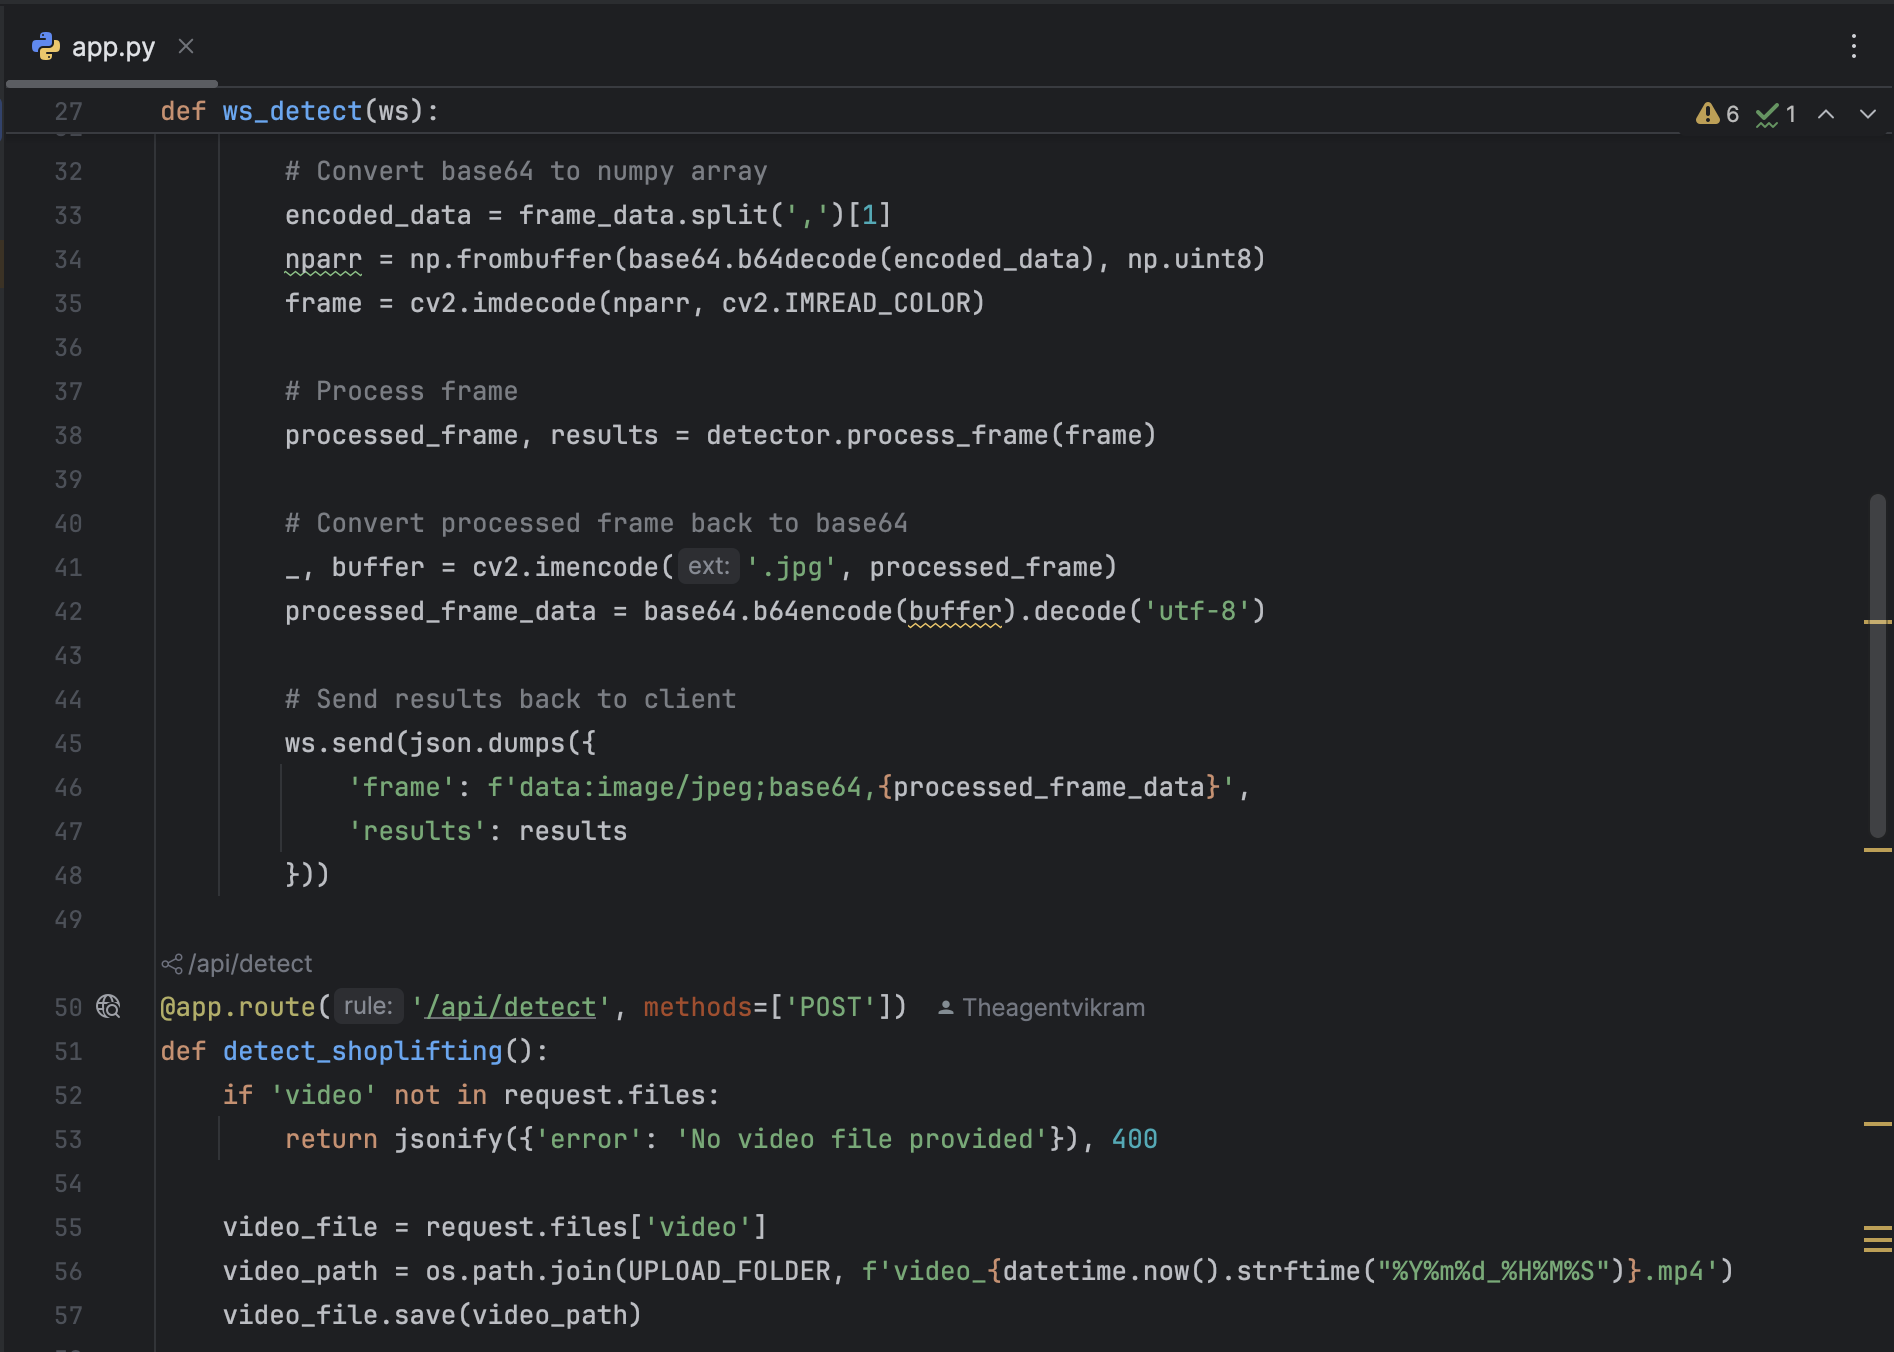 app.py
27 def ws_detect(ws):
6 1
32 # Convert base64 to numpy array
33 encoded_data = frame_data.split(',')[1]
34 nparr = np.frombuffer(base64.b64decode(encoded_data), np.uint8)
35 frame = cv2.imdecode(nparr, cv2.IMREAD_COLOR)
36
37 # Process frame
38 processed_frame, results = detector.process_frame(frame)
39
40 # Convert processed frame back to base64
41 _, buffer = cv2.imencode( ext: '.jpg', processed_frame)
42 processed_frame_data = base64.b64encode(buffer).decode('utf-8')
43
44 # Send results back to client
45 ws.send(json.dumps({
46 'frame': f'data:image/jpeg;base64,{processed_frame_data}',
47 'results': results
48 }))
49
/api/detect
50 @app.route( rule: '/api/detect', methods=['POST']) Theagentvikram
51 def detect_shoplifting():
52 if 'video' not in request.files:
53 return jsonify({'error': 'No video file provided'}), 400
54
55 video_file = request.files['video']
56 video_path = os.path.join(UPLOAD_FOLDER, f'video_{datetime.now().strftime("%Y%m%d_%H%M%S")}.mp4')
57 video_file.save(video_path)